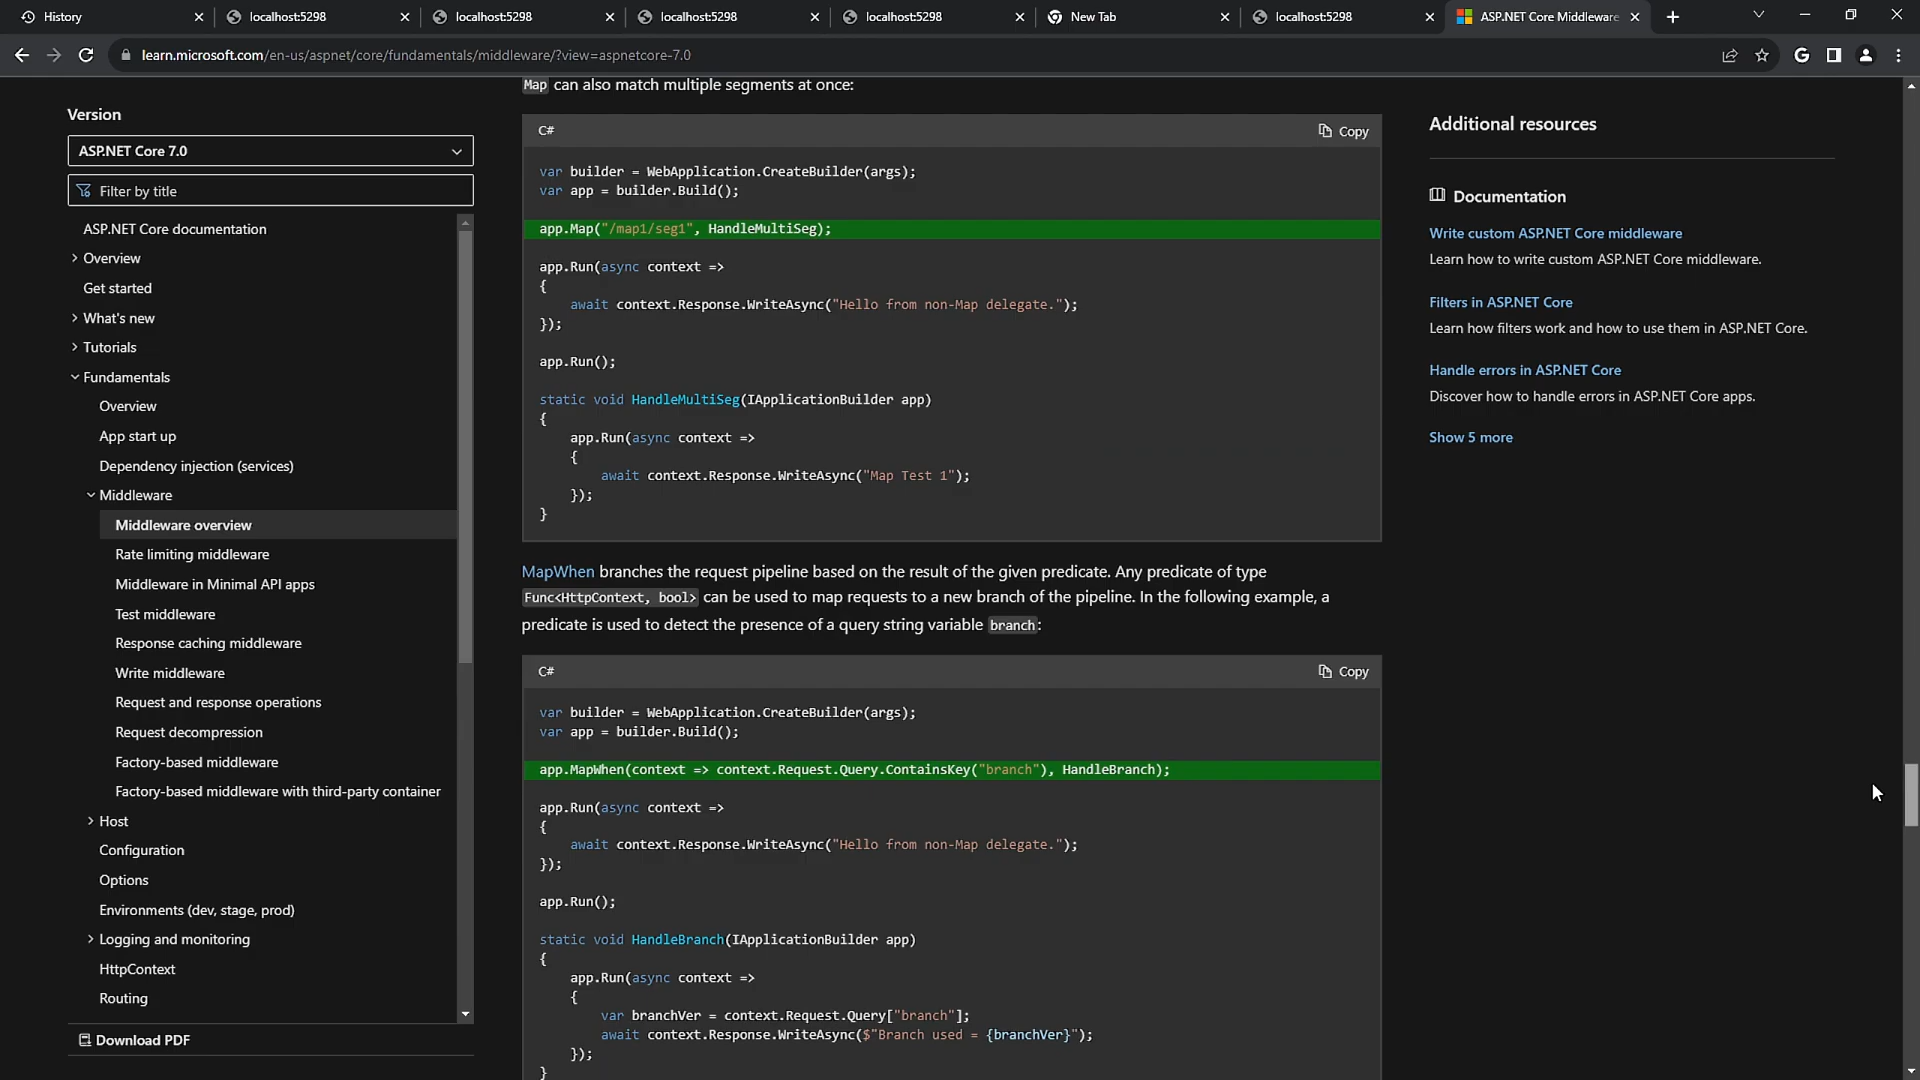 History
localhost:5298
localhost:5298
localhost:5298
localhost:5298
New Tab
localhost:5298
ASP.NET Core Middleware
learn.microsoft.com/en-us/aspnet/core/fundamentals/middleware/?view=aspnetcore-7.0
Version
ASP.NET Core 7.0
Filter by title
ASP.NET Core documentation
Overview
Get started
What's new
Tutorials
Fundamentals
Overview
App start up
Dependency injection (services)
Middleware
Middleware overview
Rate limiting middleware
Middleware in Minimal API apps
Test middleware
Response caching middleware
Write middleware
Request and response operations
Request decompression
Factory-based middleware
Factory-based middleware with third-party container
Host
Configuration
Options
Environments (dev, stage, prod)
Logging and monitoring
HttpContext
Routing
Download PDF
Map can also match multiple segments at once:
C#
Copy
var builder = WebApplication.CreateBuilder(args);
var app = builder.Build();
app.Map("/map1/seg1", HandleMultiSeg);
app.Run(async context =>
{
await context.Response.WriteAsync("Hello from non-Map delegate.");
});
app.Run();
static void HandleMultiSeg(IApplicationBuilder app)
{
app.Run(async context =>
{
await context.Response.WriteAsync("Map Test 1");
});
}
MapWhen branches the request pipeline based on the result of the given predicate. Any predicate of type
Func<HttpContext, bool> can be used to map requests to a new branch of the pipeline. In the following example, a
predicate is used to detect the presence of a query string variable branch:
C#
Copy
var builder = WebApplication.CreateBuilder(args);
var app = builder.Build();
app.MapWhen(context => context.Request.Query.ContainsKey("branch"), HandleBranch);
app.Run(async context =>
{
await context.Response.WriteAsync("Hello from non-Map delegate.");
});
app.Run();
static void HandleBranch(IApplicationBuilder app)
{
app.Run(async context =>
{
var branchVer = context.Request.Query["branch"];
await context.Response.WriteAsync($"Branch used = {branchVer}");
});
}
Additional resources
Documentation
Write custom ASP.NET Core middleware
Learn how to write custom ASP.NET Core middleware.
Filters in ASP.NET Core
Learn how filters work and how to use them in ASP.NET Core.
Handle errors in ASP.NET Core
Discover how to handle errors in ASP.NET Core apps.
Show 5 more